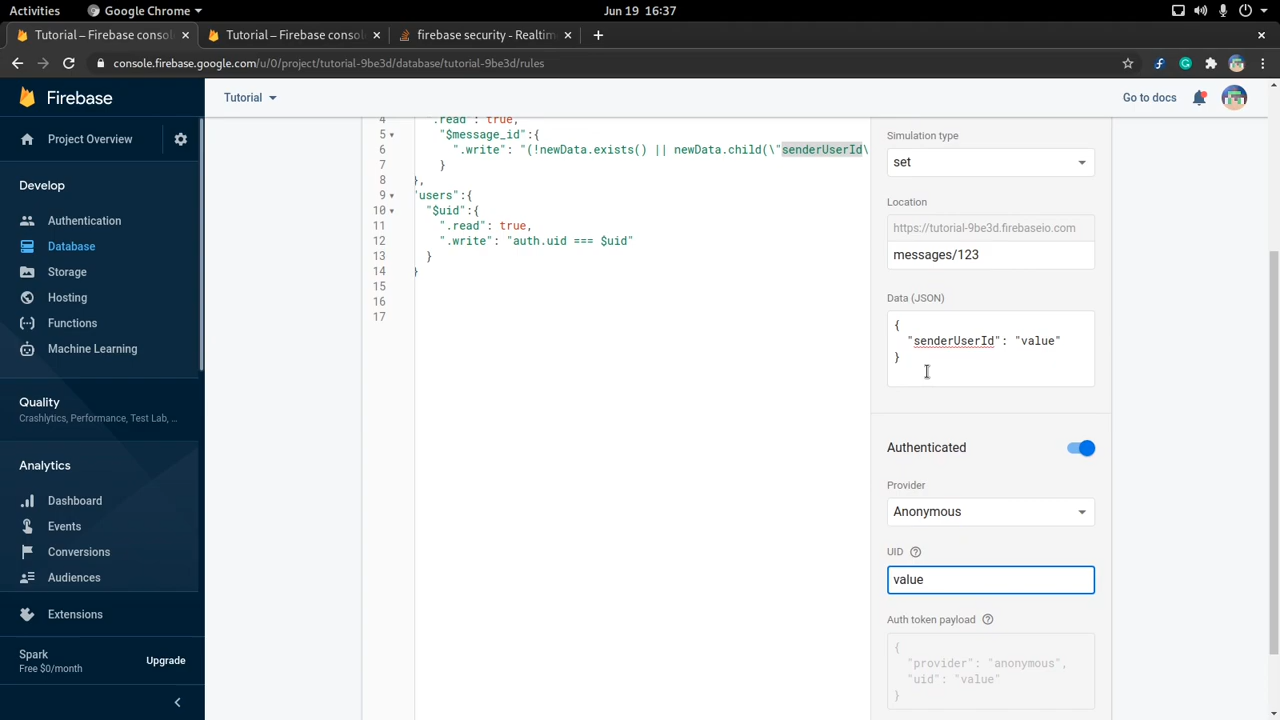 Activities
Google Chrome
Jun 19 16:37
Tutorial – Firebase consol
Tutorial – Firebase consol
firebase security - Realtim
console.firebase.google.com/u/0/project/tutorial-9be3d/database/tutorial-9be3d/rules
Firebase
Project Overview
Develop
Authentication
Database
Storage
Hosting
Functions
Machine Learning
Quality
Crashlytics, Performance, Test Lab, …
Analytics
Dashboard
Events
Conversions
Audiences
Extensions
Spark
Free $0/month
Upgrade
Tutorial
Go to docs
4 ".read": true,
5 "$message_id":{
6 ".write": "(!newData.exists() || newData.child(\"senderUserId\
7 }
8 },
9 "users":{
10 "$uid":{
11 ".read": true,
12 ".write": "auth.uid === $uid"
13 }
14 }
15
16
17
Simulation type
set
Location
https://tutorial-9be3d.firebaseio.com
messages/123
Data (JSON)
{
"senderUserId": "value"
}
Authenticated
Provider
Anonymous
UID
value
Auth token payload
{
"provider": "anonymous",
"uid": "value"
}